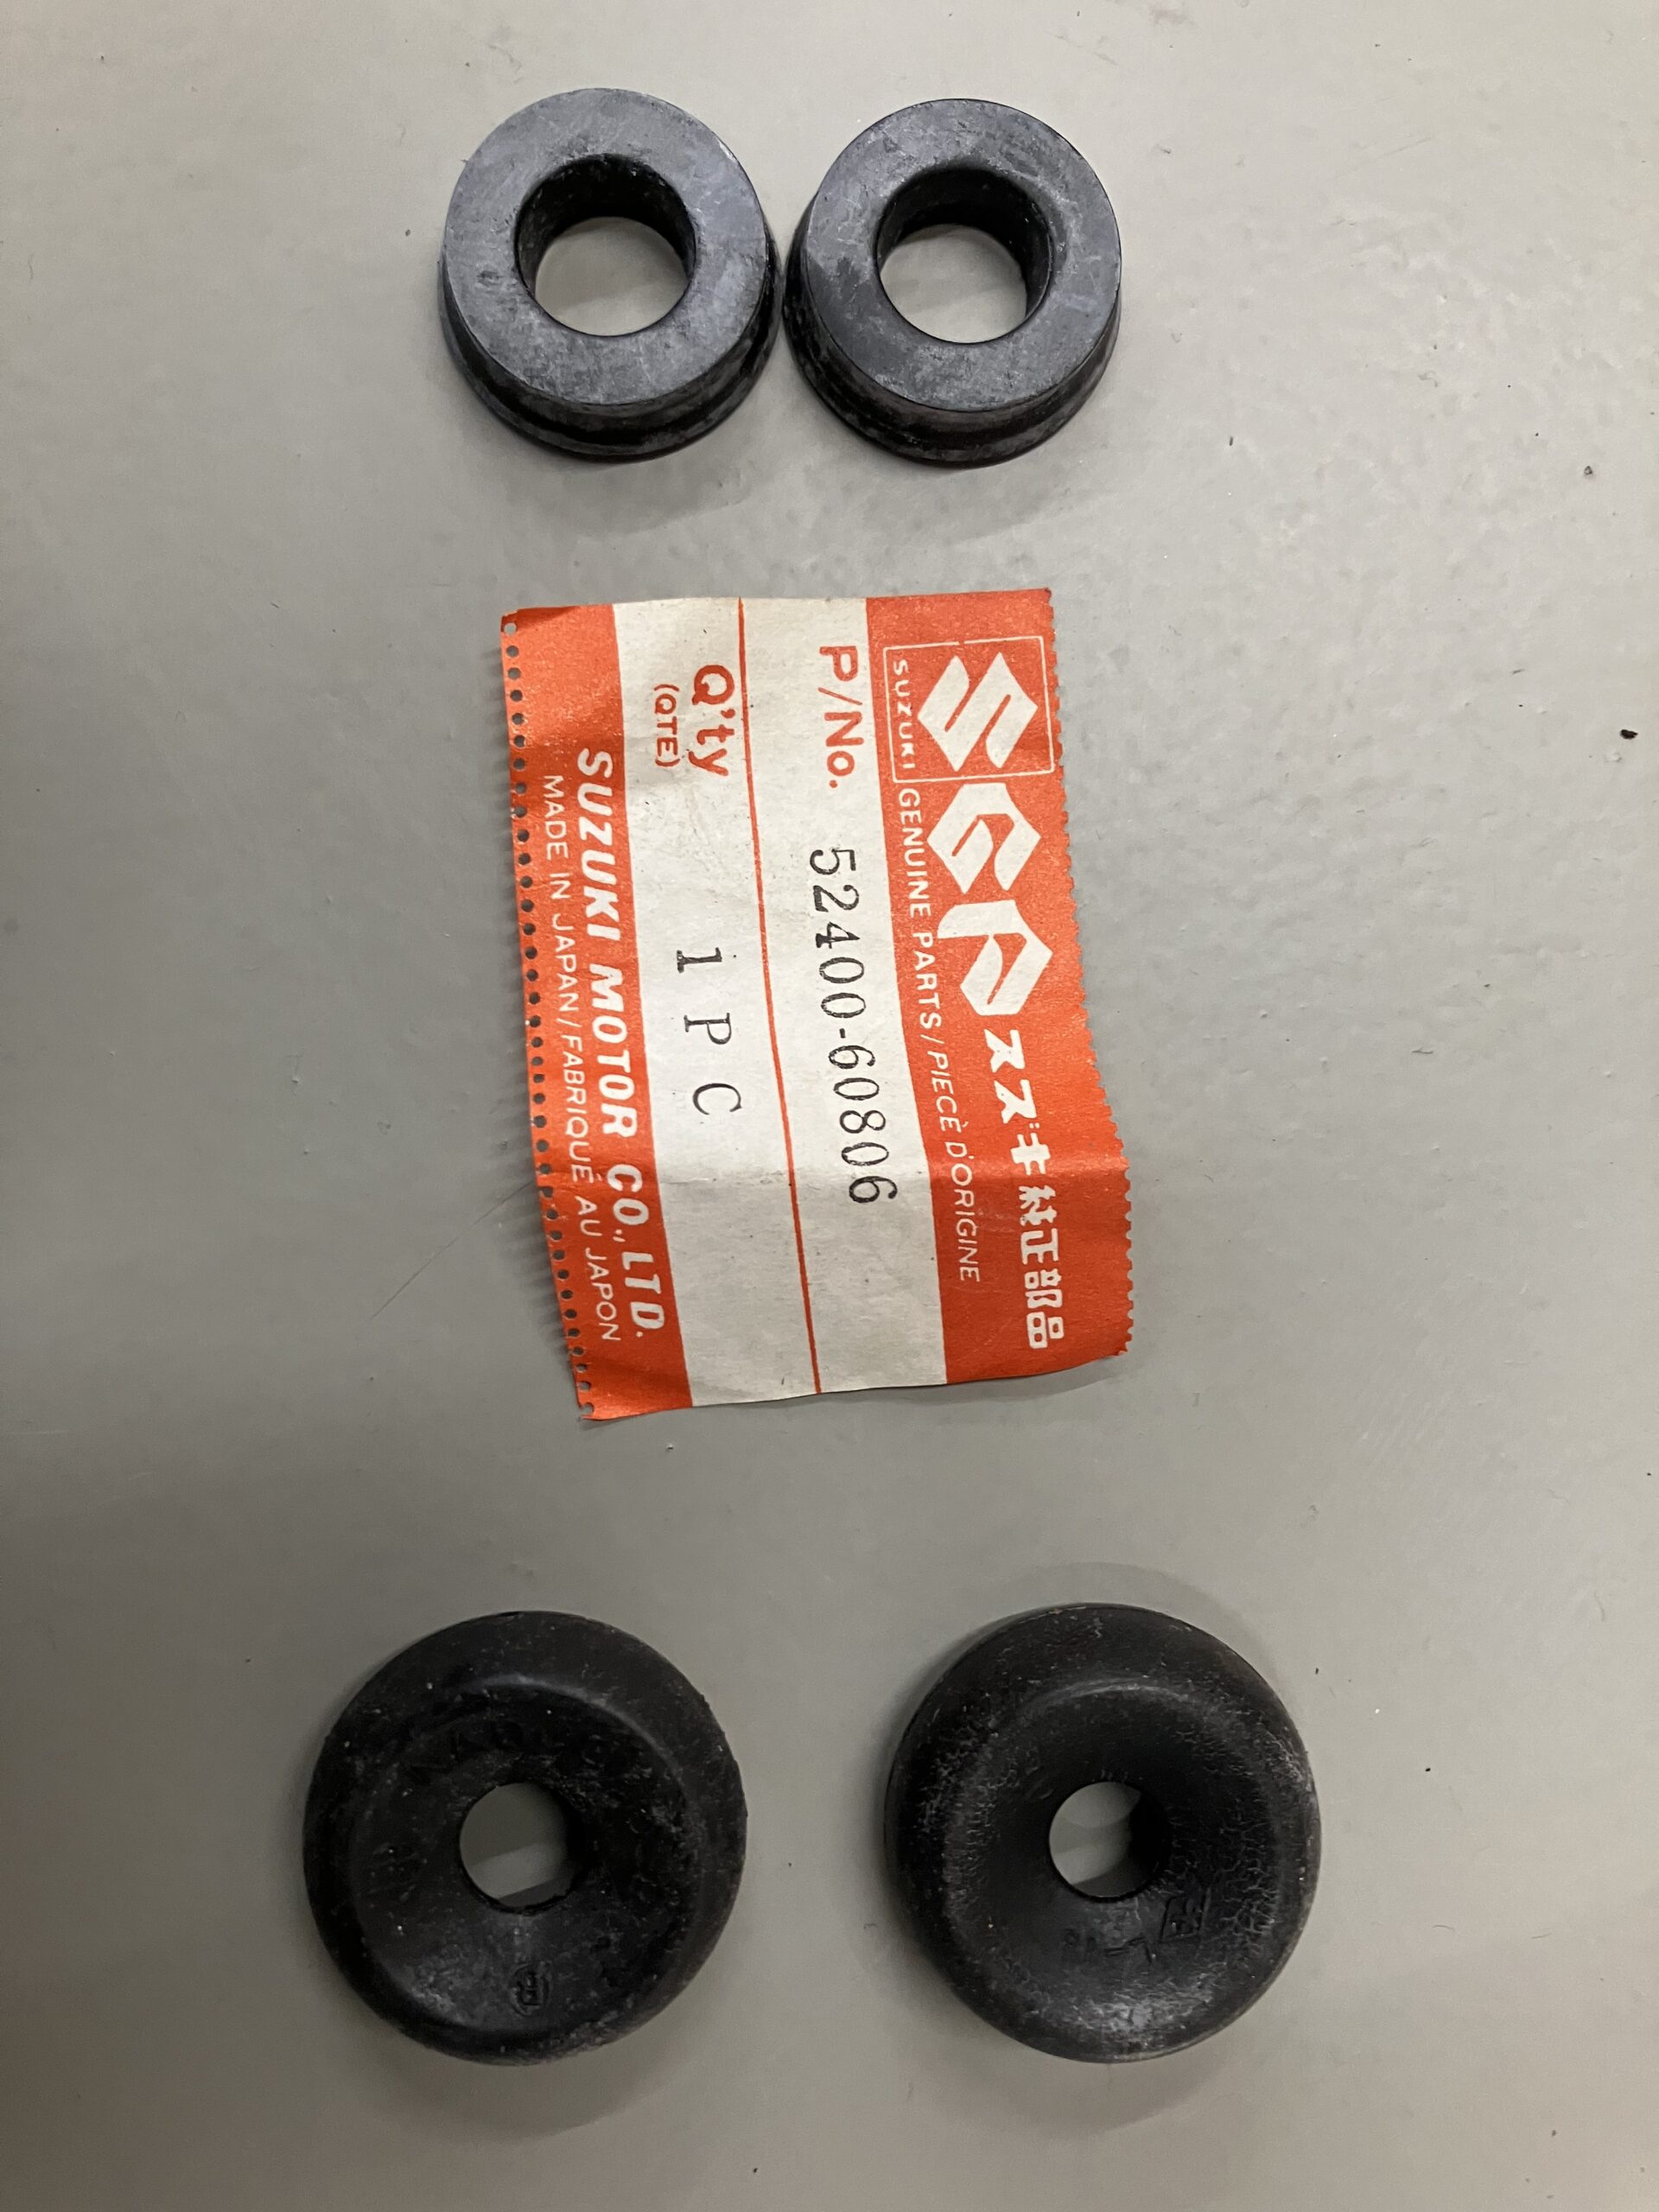 SGP スズキ純正部品
SUZUKI GENUINE PARTS/PIECÈ D'ORIGINE
P/No. 52400-60806
Q'ty 1 PC
(QTE)
SUZUKI MOTOR CO., LTD.
MADE IN JAPAN/FABRIQUÉ AU JAPON
R